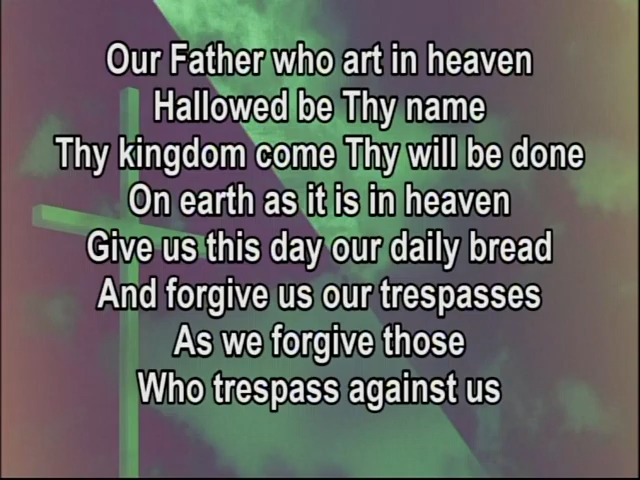 Our Father who art in heaven
Hallowed be Thy name
Thy kingdom come Thy will be done
On earth as it is in heaven
Give us this day our daily bread
And forgive us our trespasses
As we forgive those
Who trespass against us